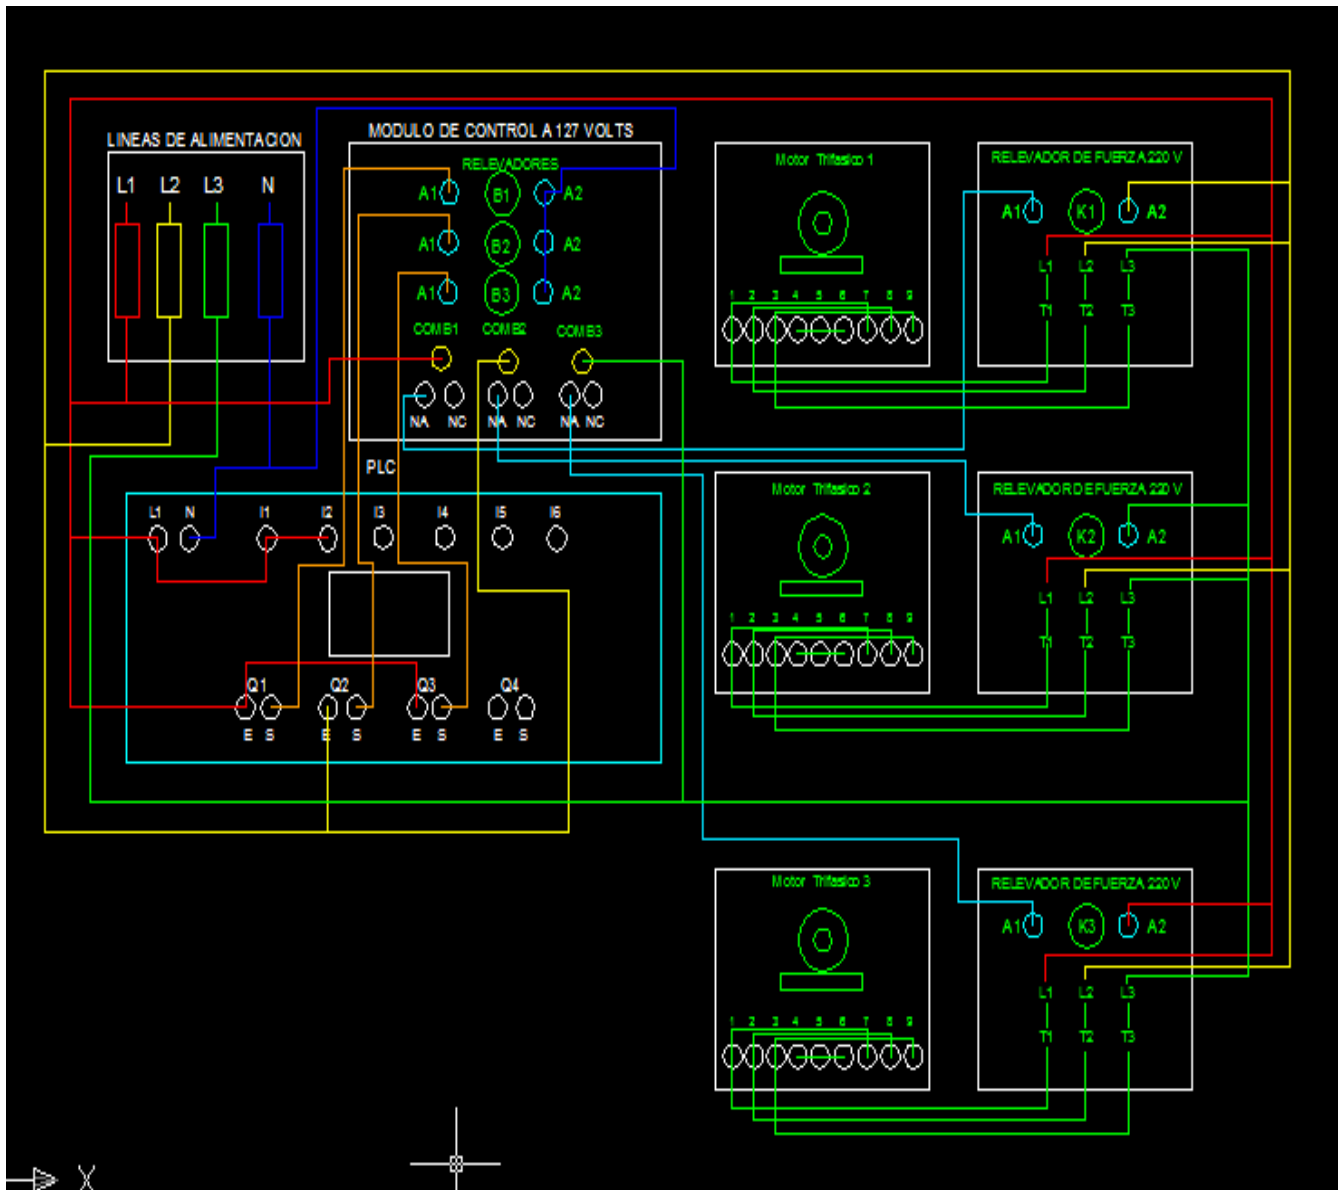 LINEAS DE ALIMENTACION
L1 L2 L3 N
MODULO DE CONTROL A 127 VOLTS
RELEVADORES
A1 B1 A2
A1 B2 A2
A1 B3 A2
COMB1 COMB2 COMB3
NA NC NA NC NA NC
PLC
L1 N I1 I2 I3 I4 I5 I6
Q1 Q2 Q3 Q4
E S E S E S E S
Motor Trifasico 1
1 2 3 4 5 6 7 8 9
RELEVADOR DE FUERZA 220 V
A1 K1 A2
L1 L2 L3
T1 T2 T3
Motor Trifasico 2
1 2 3 4 5 6 7 8 9
RELEVADOR DE FUERZA 220 V
A1 K2 A2
L1 L2 L3
T1 T2 T3
Motor Trifasico 3
1 2 3 4 5 6 7 8 9
RELEVADOR DE FUERZA 220 V
A1 K3 A2
L1 L2 L3
T1 T2 T3
X